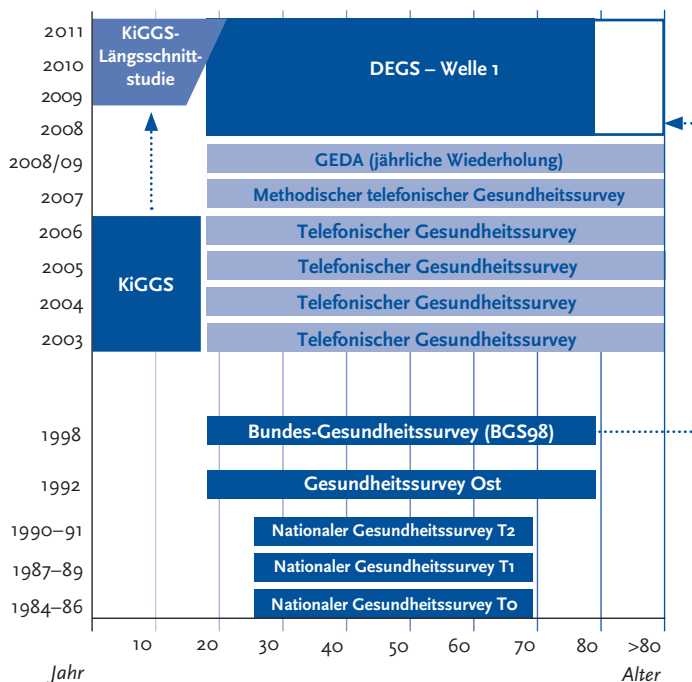 2011
KiGGS-
Längsschnitt-
studie
2010
DEGS – Welle 1
2009
2008
2008/09
GEDA (jährliche Wiederholung)
2007
Methodischer telefonischer Gesundheitssurvey
2006
Telefonischer Gesundheitssurvey
2005
Telefonischer Gesundheitssurvey
KiGGS
2004
Telefonischer Gesundheitssurvey
2003
Telefonischer Gesundheitssurvey
1998
Bundes-Gesundheitssurvey (BGS98)
1992
Gesundheitssurvey Ost
1990–91
Nationaler Gesundheitssurvey T2
1987–89
Nationaler Gesundheitssurvey T1
1984–86
Nationaler Gesundheitssurvey T0
10 20 30 40 50 60 70 80 >80
Jahr Alter